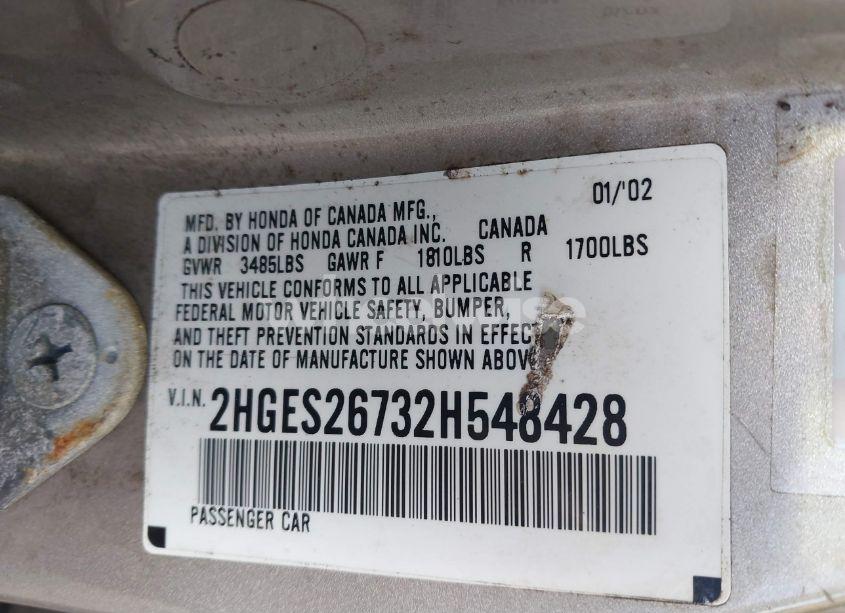 01/'02
MFD. BY HONDA OF CANADA MFG.,
A DIVISION OF HONDA CANADA INC. CANADA
GVWR 3485LBS GAWR F 1810LBS R 1700LBS
THIS VEHICLE CONFORMS TO ALL APPLICABLE
FEDERAL MOTOR VEHICLE SAFETY, BUMPER,
AND THEFT PREVENTION STANDARDS IN EFFECT
ON THE DATE OF MANUFACTURE SHOWN ABOVE
V.I.N. 2HGES26732H548428
PASSENGER CAR